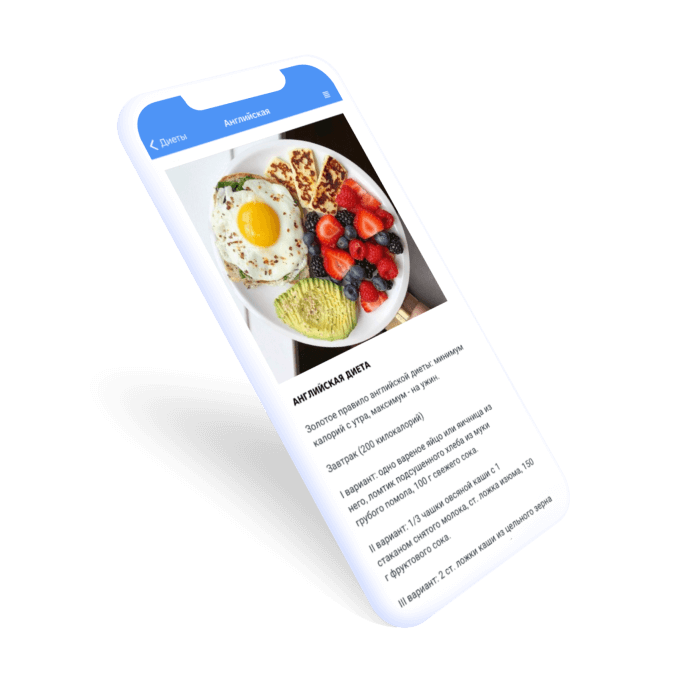 Диеты
Английская
АНГЛИЙСКАЯ ДИЕТА
Золотое правило английской диеты: минимум
калорий с утра, максимум - на ужин.
Завтрак (200 килокалорий)
I вариант: одно вареное яйцо или яичница из
него, ломтик подсушенного хлеба из муки
грубого помола, 100 г свежего сока.
II вариант: 1/3 чашки овсяной каши с 1
стаканом снятого молока, ст. ложка изюма, 150
г фруктового сока.
III вариант: 2 ст. ложки каши из цельного зерна